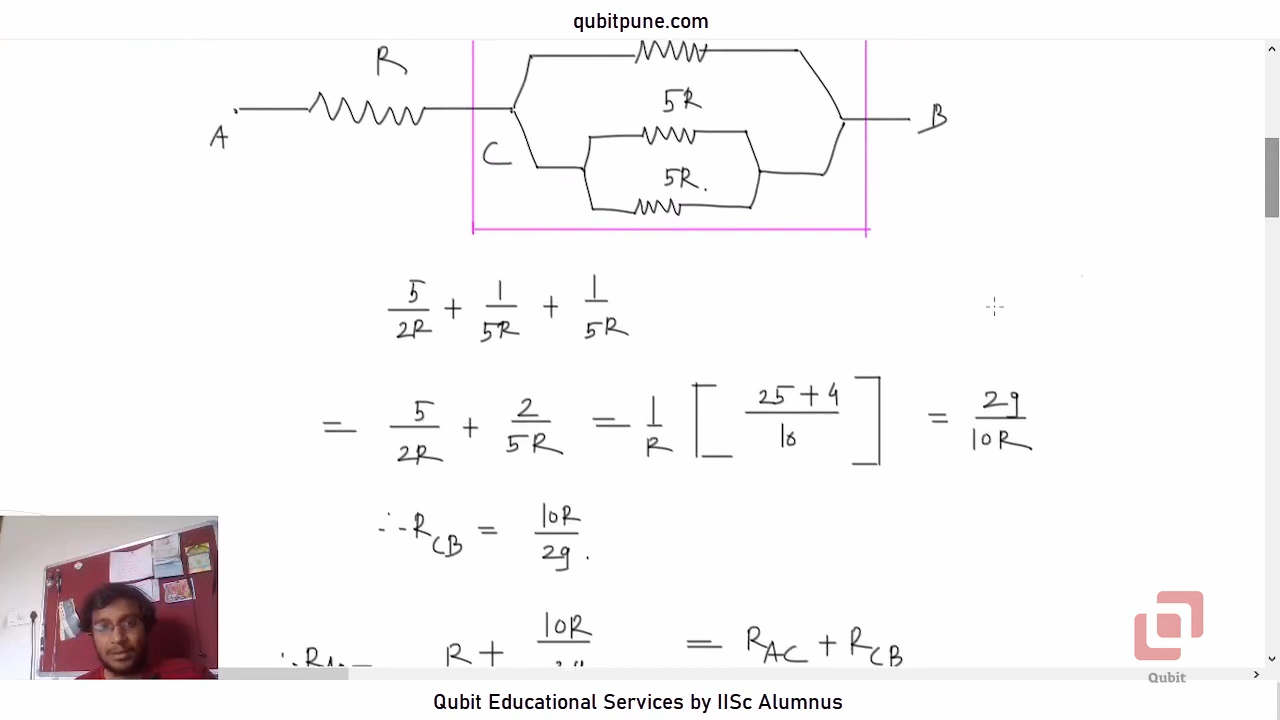 qubitpune.com
R
5R
A
B
C
5R.
5/2R + 1/5R + 1/5R
= 5/2R + 2/5R = 1/R [ 25+4/10 ] = 29/10R
∴ R_CB = 10R/29.
R + 10R = R_AC + R_CB
Qubit
Qubit Educational Services by IISc Alumnus